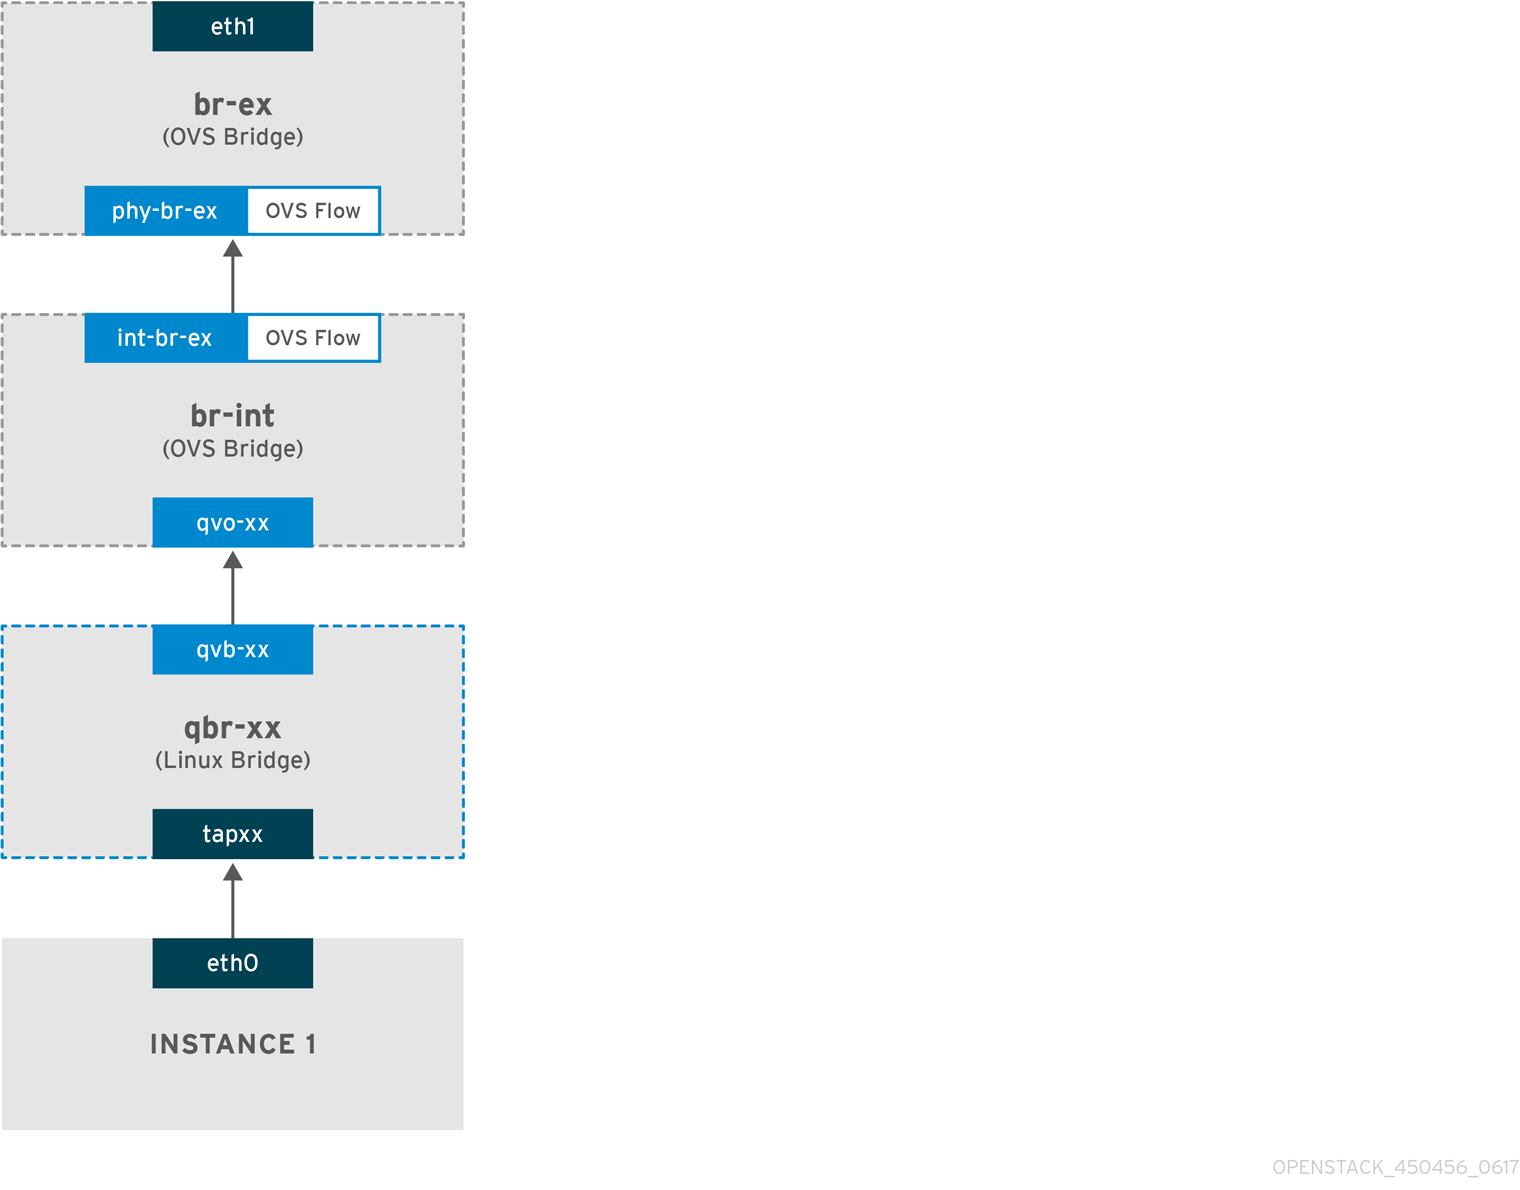 eth1
br-ex
(OVS Bridge)
phy-br-ex OVS Flow
int-br-ex OVS Flow
br-int
(OVS Bridge)
qvo-xx
qvb-xx
qbr-xx
(Linux Bridge)
tapxx
eth0
INSTANCE 1
OPENSTACK_450456_0617